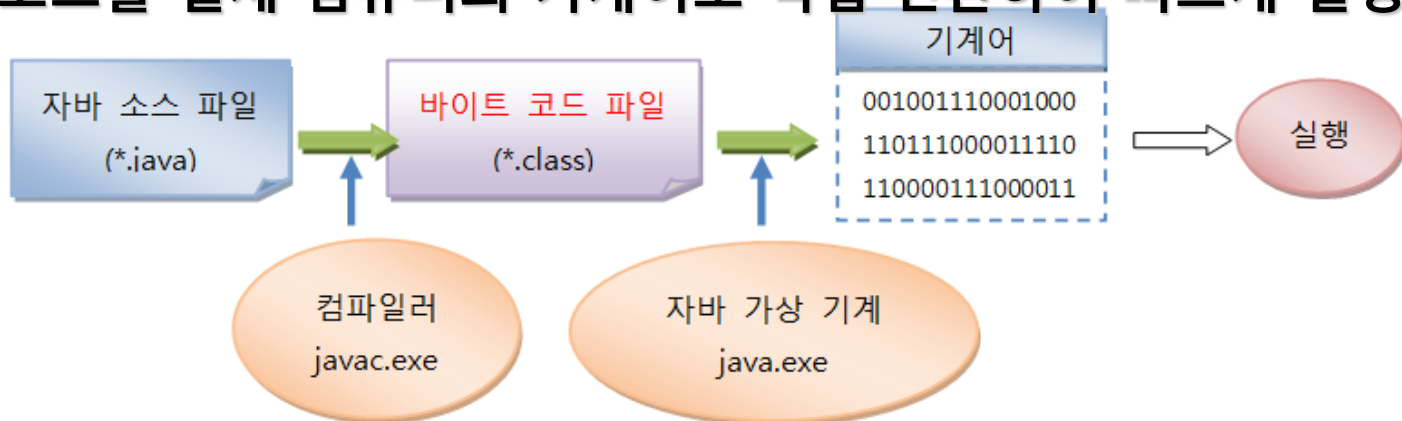 기계어
자바 소스 파일
(*.java)
바이트 코드 파일
(*.class)
001001110001000
110111000011110
110000111000011
실행
컴파일러
javac.exe
자바 가상 기계
java.exe